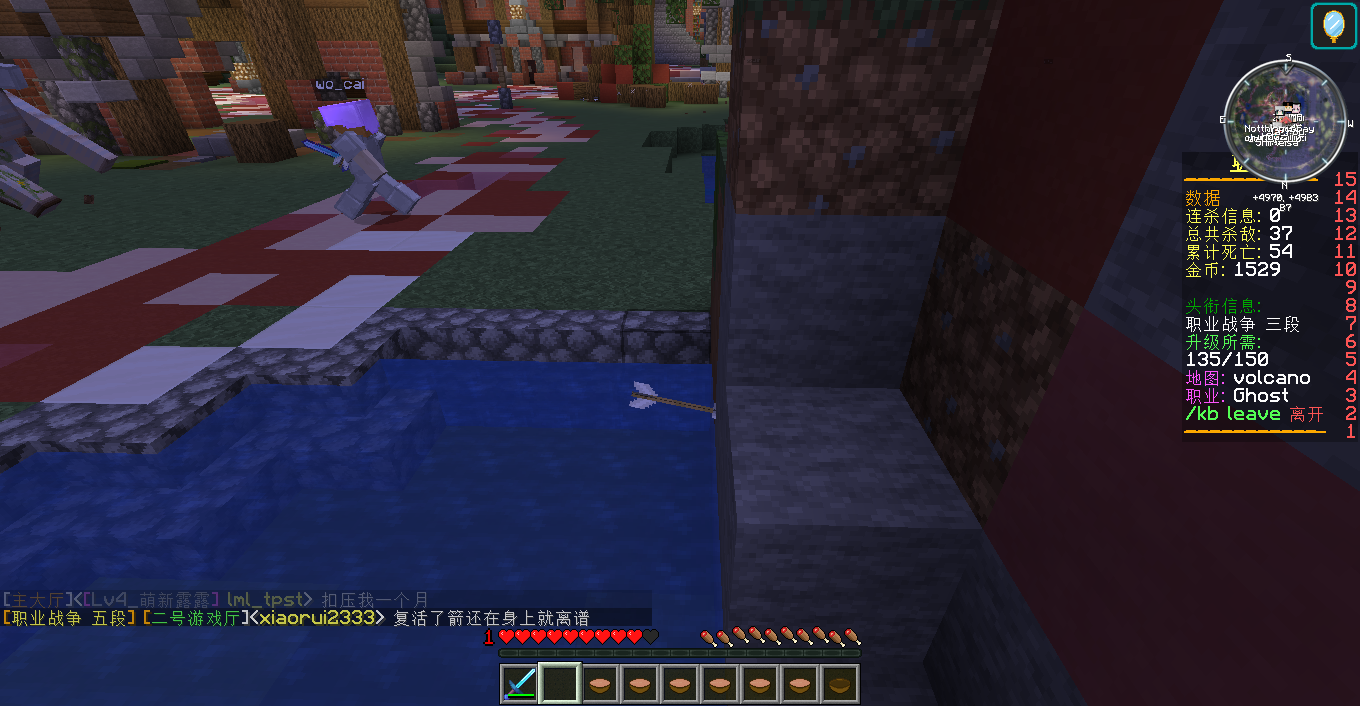 wo_cai
S
E
W
N
+4970, +4983
15
数据 14
连杀信息: 0 13
总共杀敌: 37 12
累计死亡: 54 11
金币: 1529 10
9
头衔信息: 8
职业战争 三段 7
升级所需: 6
135/150 5
地图: volcano 4
职业: Ghost 3
/kb leave 离开 2
1
[主大厅]<[Lv4_萌新露露] lml_tpst> 扣压我一个月
[职业战争 五段] [二号游戏厅]<xiaorui2333> 复活了箭还在身上就离谱
1